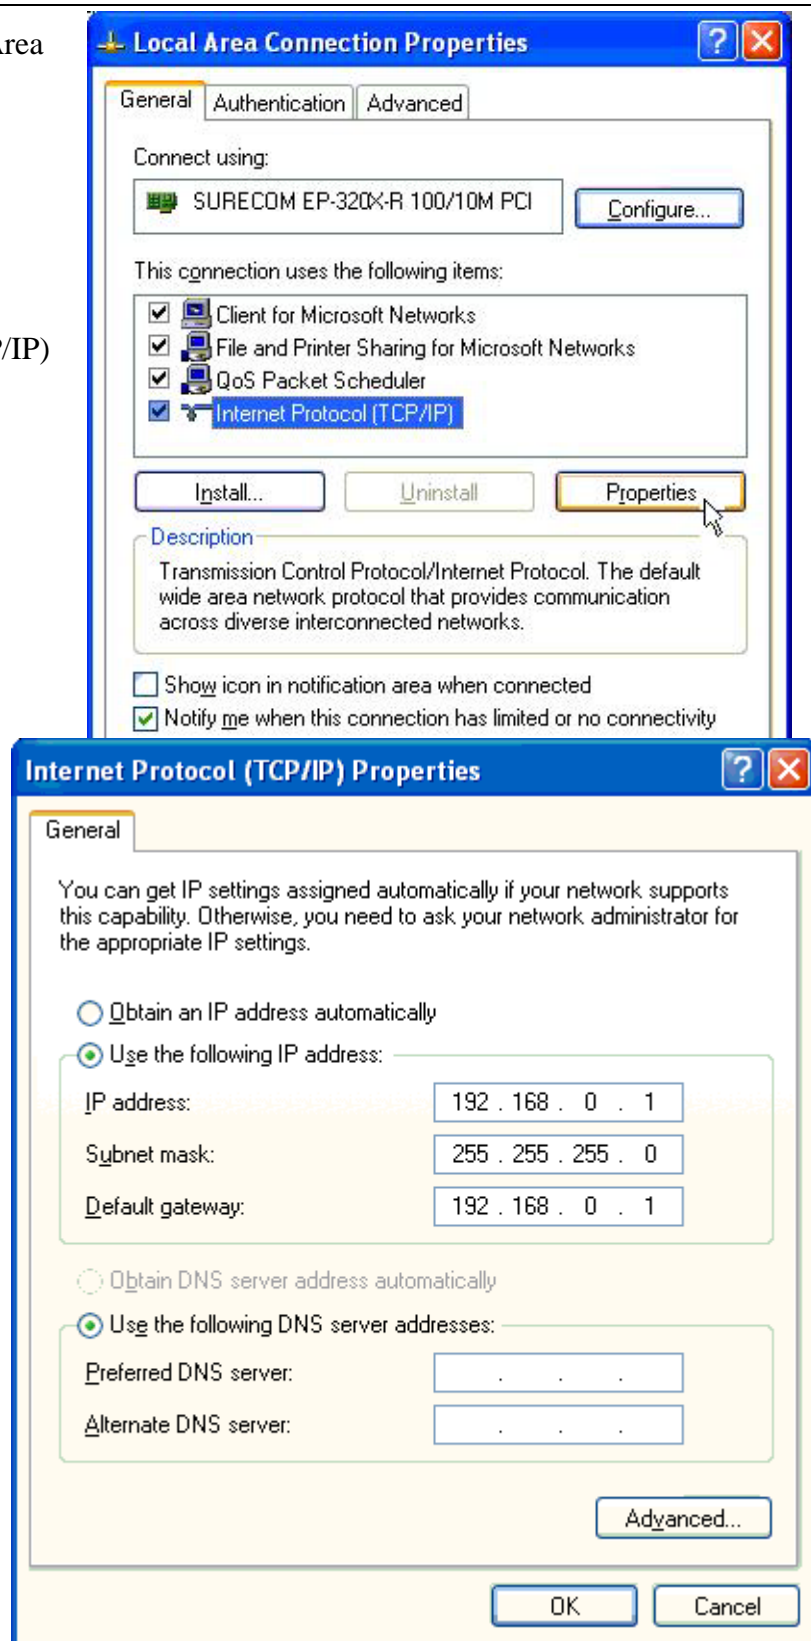 Area
/IP)
Local Area Connection Properties
General Authentication Advanced
Connect using:
SURECOM EP-320X-R 100/10M PCI Configure...
This connection uses the following items:
Client for Microsoft Networks
File and Printer Sharing for Microsoft Networks
QoS Packet Scheduler
Internet Protocol (TCP/IP)
Install... Uninstall Properties
Description
Transmission Control Protocol/Internet Protocol. The default
wide area network protocol that provides communication
across diverse interconnected networks.
Show icon in notification area when connected
Notify me when this connection has limited or no connectivity
Internet Protocol (TCP/IP) Properties
General
You can get IP settings assigned automatically if your network supports
this capability. Otherwise, you need to ask your network administrator for
the appropriate IP settings.
Obtain an IP address automatically
Use the following IP address:
IP address: 192 . 168 . 0 . 1
Subnet mask: 255 . 255 . 255 . 0
Default gateway: 192 . 168 . 0 . 1
Obtain DNS server address automatically
Use the following DNS server addresses:
Preferred DNS server: . . .
Alternate DNS server: . . .
Advanced...
OK Cancel